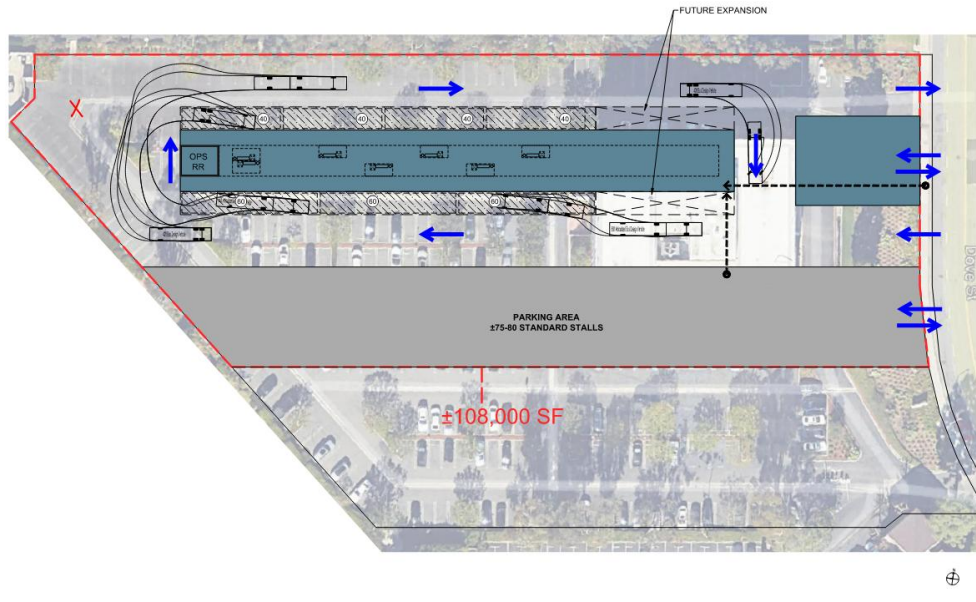 FUTURE EXPANSION
X
40
40
40
40
OPS
RR
60
60
60
Dove St
PARKING AREA
±75-80 STANDARD STALLS
±108,000 SF